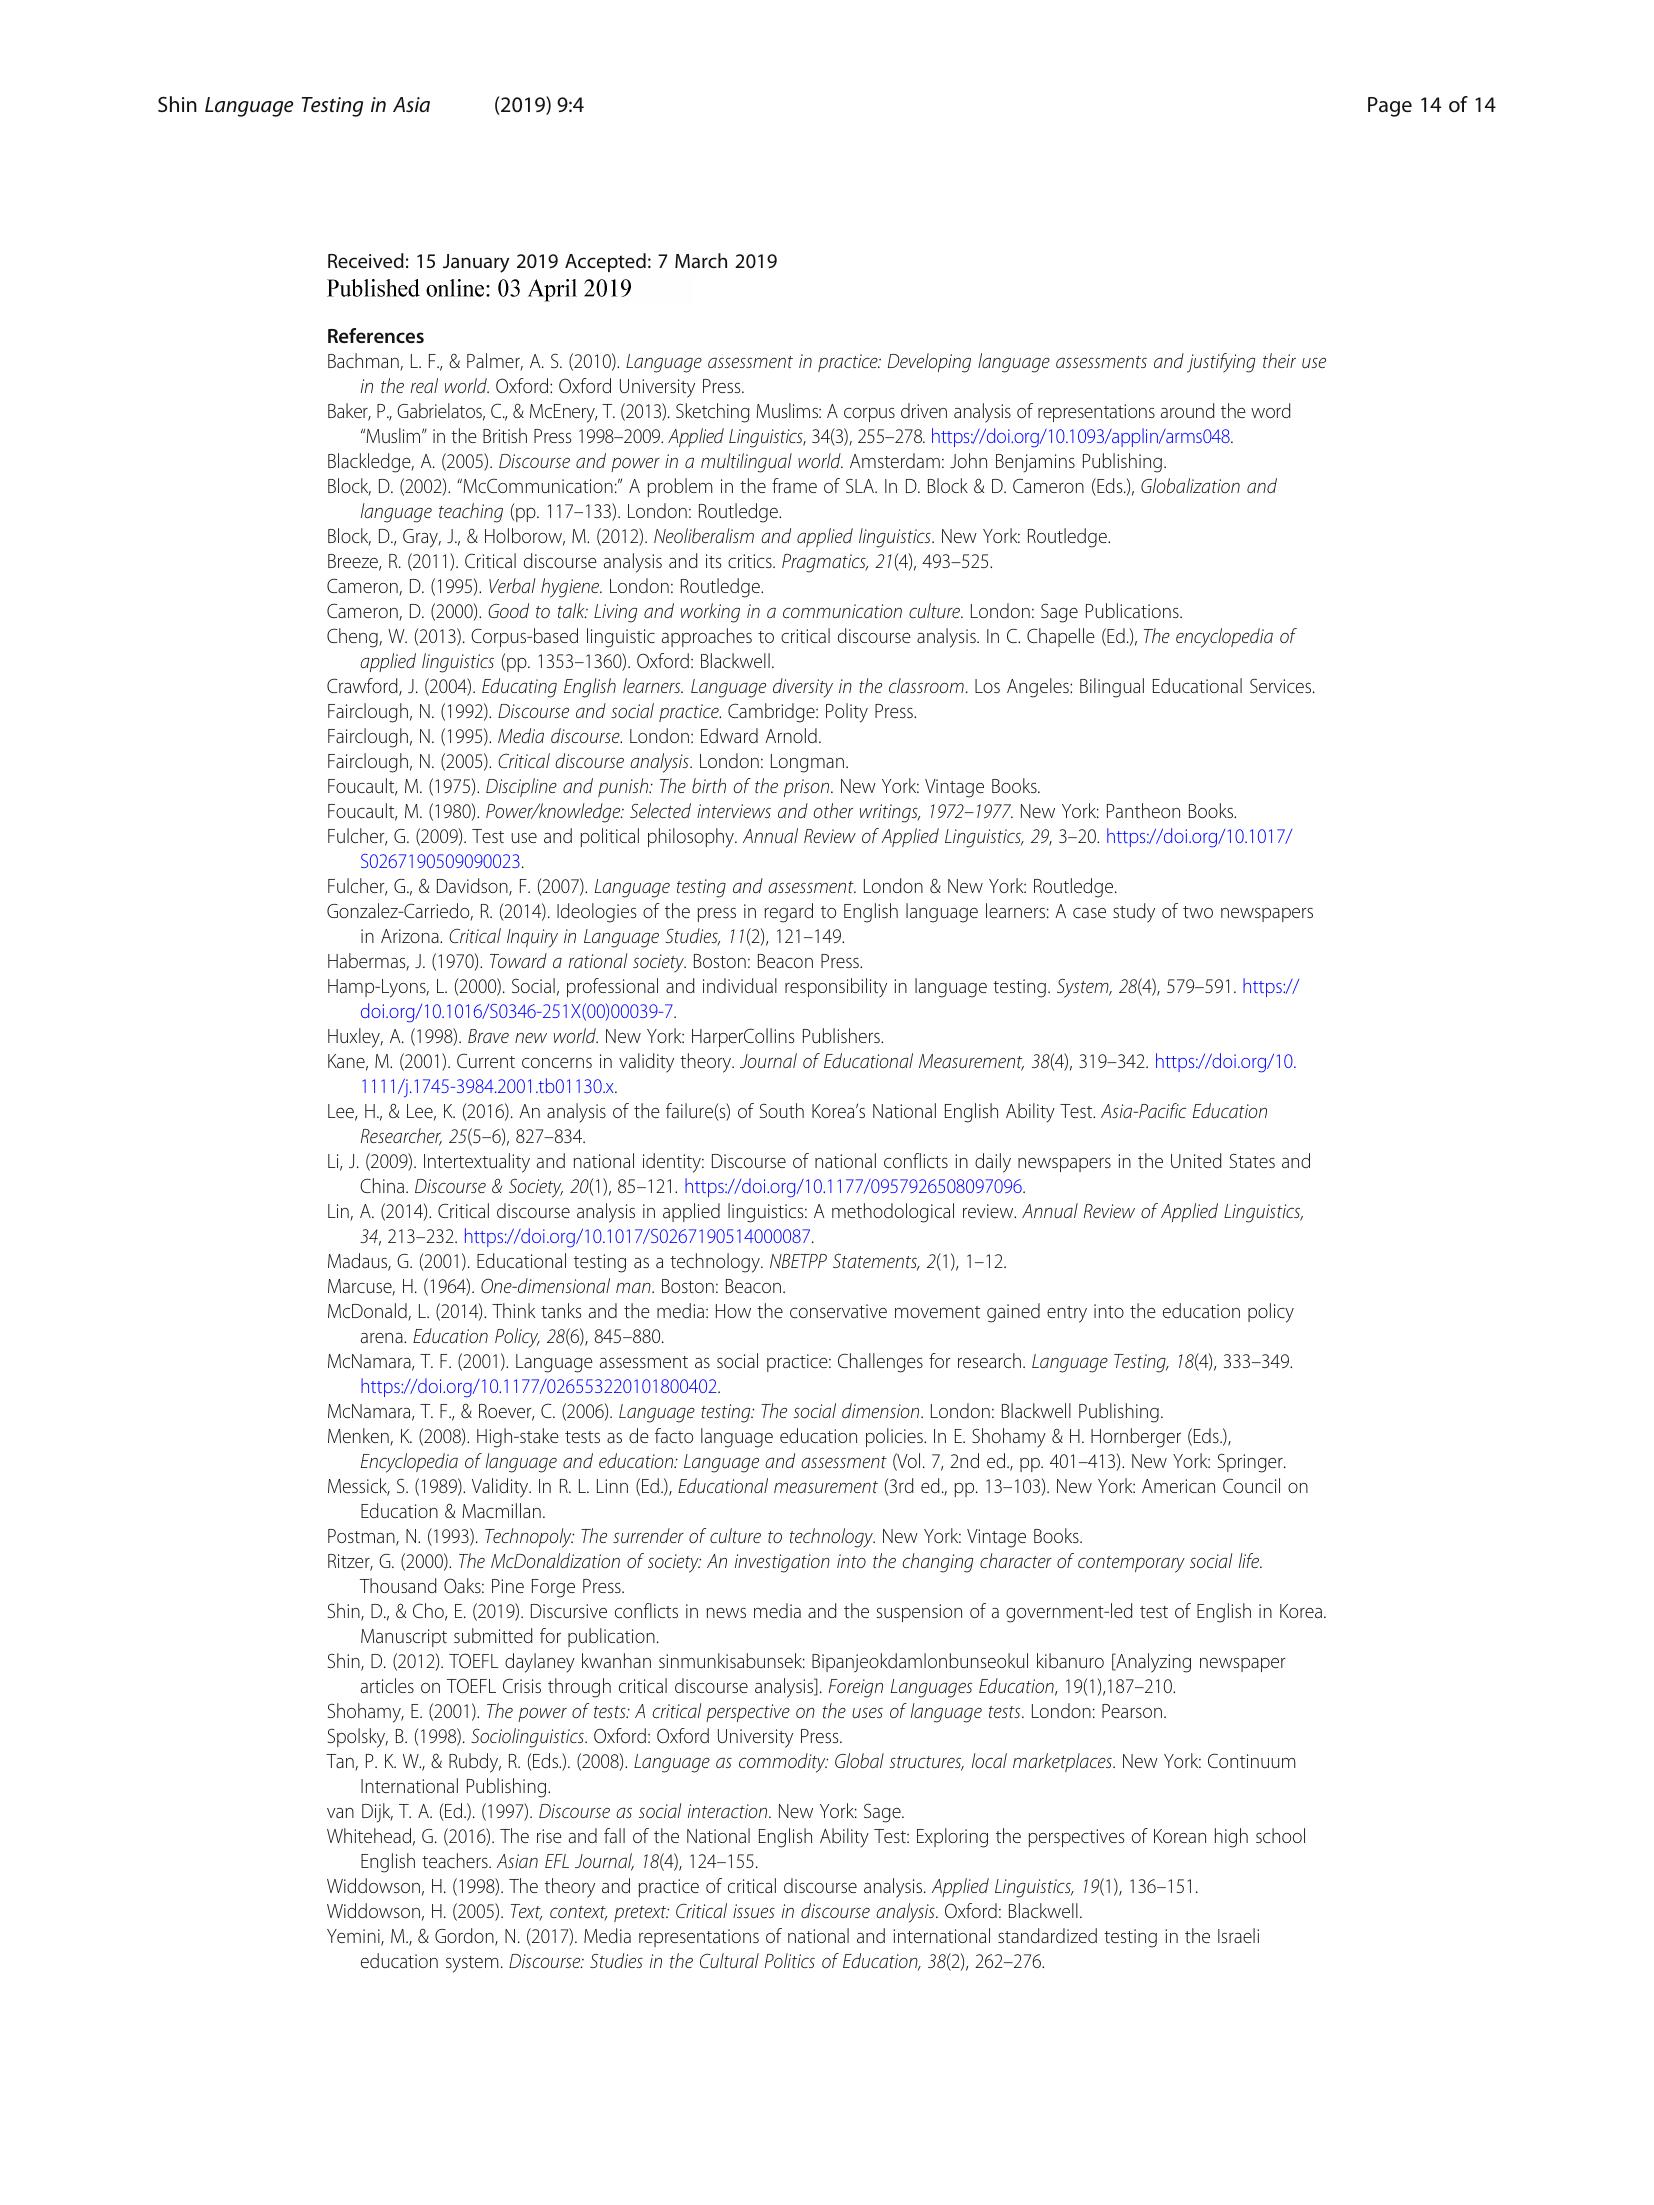 Shin Language Testing in Asia (2019) 9:4 Page 14 of 14
Received: 15 January 2019 Accepted: 7 March 2019
Published online: 03 April 2019
References
Bachman, L. F., & Palmer, A. S. (2010). Language assessment in practice: Developing language assessments and justifying their use
in the real world. Oxford: Oxford University Press.
Baker, P., Gabrielatos, C., & McEnery, T. (2013). Sketching Muslims: A corpus driven analysis of representations around the word
“Muslim” in the British Press 1998–2009. Applied Linguistics, 34(3), 255–278. https://doi.org/10.1093/applin/arms048.
Blackledge, A. (2005). Discourse and power in a multilingual world. Amsterdam: John Benjamins Publishing.
Block, D. (2002). “McCommunication:” A problem in the frame of SLA. In D. Block & D. Cameron (Eds.), Globalization and
language teaching (pp. 117–133). London: Routledge.
Block, D., Gray, J., & Holborow, M. (2012). Neoliberalism and applied linguistics. New York: Routledge.
Breeze, R. (2011). Critical discourse analysis and its critics. Pragmatics, 21(4), 493–525.
Cameron, D. (1995). Verbal hygiene. London: Routledge.
Cameron, D. (2000). Good to talk: Living and working in a communication culture. London: Sage Publications.
Cheng, W. (2013). Corpus-based linguistic approaches to critical discourse analysis. In C. Chapelle (Ed.), The encyclopedia of
applied linguistics (pp. 1353–1360). Oxford: Blackwell.
Crawford, J. (2004). Educating English learners. Language diversity in the classroom. Los Angeles: Bilingual Educational Services.
Fairclough, N. (1992). Discourse and social practice. Cambridge: Polity Press.
Fairclough, N. (1995). Media discourse. London: Edward Arnold.
Fairclough, N. (2005). Critical discourse analysis. London: Longman.
Foucault, M. (1975). Discipline and punish: The birth of the prison. New York: Vintage Books.
Foucault, M. (1980). Power/knowledge: Selected interviews and other writings, 1972–1977. New York: Pantheon Books.
Fulcher, G. (2009). Test use and political philosophy. Annual Review of Applied Linguistics, 29, 3–20. https://doi.org/10.1017/
S0267190509090023.
Fulcher, G., & Davidson, F. (2007). Language testing and assessment. London & New York: Routledge.
Gonzalez-Carriedo, R. (2014). Ideologies of the press in regard to English language learners: A case study of two newspapers
in Arizona. Critical Inquiry in Language Studies, 11(2), 121–149.
Habermas, J. (1970). Toward a rational society. Boston: Beacon Press.
Hamp-Lyons, L. (2000). Social, professional and individual responsibility in language testing. System, 28(4), 579–591. https://
doi.org/10.1016/S0346-251X(00)00039-7.
Huxley, A. (1998). Brave new world. New York: HarperCollins Publishers.
Kane, M. (2001). Current concerns in validity theory. Journal of Educational Measurement, 38(4), 319–342. https://doi.org/10.
1111/j.1745-3984.2001.tb01130.x.
Lee, H., & Lee, K. (2016). An analysis of the failure(s) of South Korea’s National English Ability Test. Asia-Pacific Education
Researcher, 25(5–6), 827–834.
Li, J. (2009). Intertextuality and national identity: Discourse of national conflicts in daily newspapers in the United States and
China. Discourse & Society, 20(1), 85–121. https://doi.org/10.1177/0957926508097096.
Lin, A. (2014). Critical discourse analysis in applied linguistics: A methodological review. Annual Review of Applied Linguistics,
34, 213–232. https://doi.org/10.1017/S0267190514000087.
Madaus, G. (2001). Educational testing as a technology. NBETPP Statements, 2(1), 1–12.
Marcuse, H. (1964). One-dimensional man. Boston: Beacon.
McDonald, L. (2014). Think tanks and the media: How the conservative movement gained entry into the education policy
arena. Education Policy, 28(6), 845–880.
McNamara, T. F. (2001). Language assessment as social practice: Challenges for research. Language Testing, 18(4), 333–349.
https://doi.org/10.1177/026553220101800402.
McNamara, T. F., & Roever, C. (2006). Language testing: The social dimension. London: Blackwell Publishing.
Menken, K. (2008). High-stake tests as de facto language education policies. In E. Shohamy & H. Hornberger (Eds.),
Encyclopedia of language and education: Language and assessment (Vol. 7, 2nd ed., pp. 401–413). New York: Springer.
Messick, S. (1989). Validity. In R. L. Linn (Ed.), Educational measurement (3rd ed., pp. 13–103). New York: American Council on
Education & Macmillan.
Postman, N. (1993). Technopoly: The surrender of culture to technology. New York: Vintage Books.
Ritzer, G. (2000). The McDonaldization of society: An investigation into the changing character of contemporary social life.
Thousand Oaks: Pine Forge Press.
Shin, D., & Cho, E. (2019). Discursive conflicts in news media and the suspension of a government-led test of English in Korea.
Manuscript submitted for publication.
Shin, D. (2012). TOEFL daylaney kwanhan sinmunkisabunsek: Bipanjeokdamlonbunseokul kibanuro [Analyzing newspaper
articles on TOEFL Crisis through critical discourse analysis]. Foreign Languages Education, 19(1),187–210.
Shohamy, E. (2001). The power of tests: A critical perspective on the uses of language tests. London: Pearson.
Spolsky, B. (1998). Sociolinguistics. Oxford: Oxford University Press.
Tan, P. K. W., & Rubdy, R. (Eds.). (2008). Language as commodity: Global structures, local marketplaces. New York: Continuum
International Publishing.
van Dijk, T. A. (Ed.). (1997). Discourse as social interaction. New York: Sage.
Whitehead, G. (2016). The rise and fall of the National English Ability Test: Exploring the perspectives of Korean high school
English teachers. Asian EFL Journal, 18(4), 124–155.
Widdowson, H. (1998). The theory and practice of critical discourse analysis. Applied Linguistics, 19(1), 136–151.
Widdowson, H. (2005). Text, context, pretext: Critical issues in discourse analysis. Oxford: Blackwell.
Yemini, M., & Gordon, N. (2017). Media representations of national and international standardized testing in the Israeli
education system. Discourse: Studies in the Cultural Politics of Education, 38(2), 262–276.